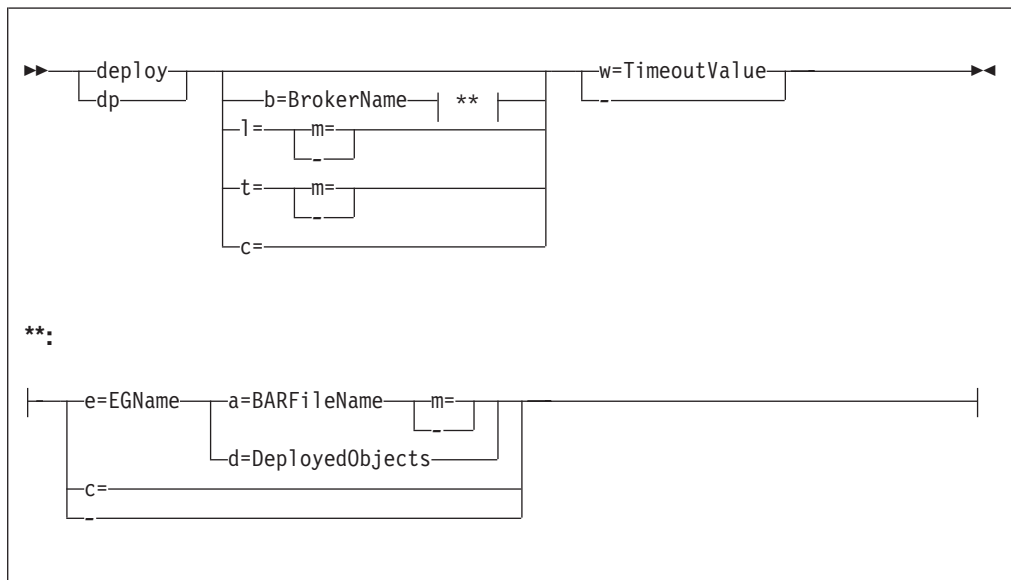 deploy w=TimeoutValue
dp b=BrokerName ** -
l= m=
-
t= m=
-
c=
**:
e=EGName a=BARFileName m=
-
d=DeployedObjects
c=
-